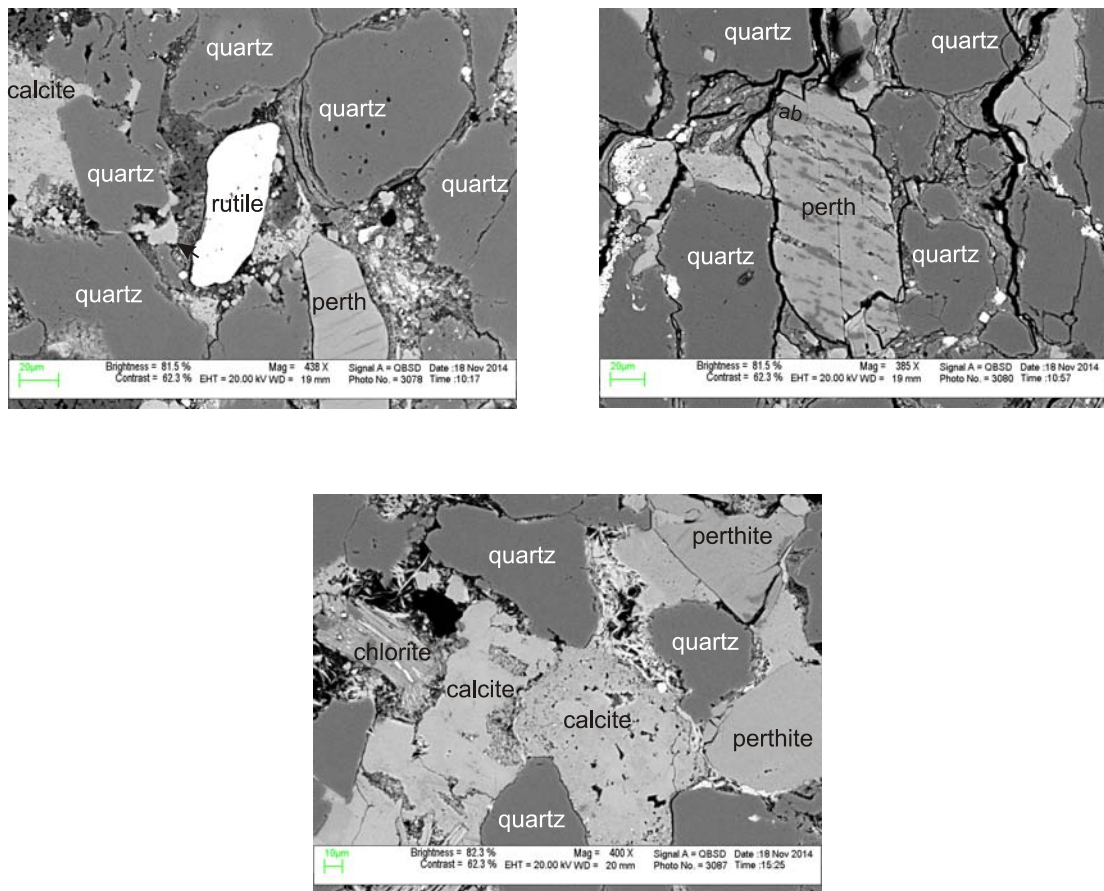 quartz
calcite
quartz
quartz
quartz
rutile
quartz
perth
20µm
Brightness = 81.5 % Mag = 438 X Signal A = QBSD Date :18 Nov 2014
Contrast = 62.3 % EHT = 20.00 kV WD = 19 mm Photo No. = 3078 Time :10:17
quartz
quartz
ab
perth
quartz
quartz
20µm
Brightness = 81.5 % Mag = 385 X Signal A = QBSD Date :18 Nov 2014
Contrast = 62.3 % EHT = 20.00 kV WD = 19 mm Photo No. = 3080 Time :10:57
perthite
quartz
quartz
chlorite
calcite
calcite
perthite
quartz
10µm
Brightness = 82.3 % Mag = 400 X Signal A = QBSD Date :18 Nov 2014
Contrast = 62.3 % EHT = 20.00 kV WD = 20 mm Photo No. = 3087 Time :15:25